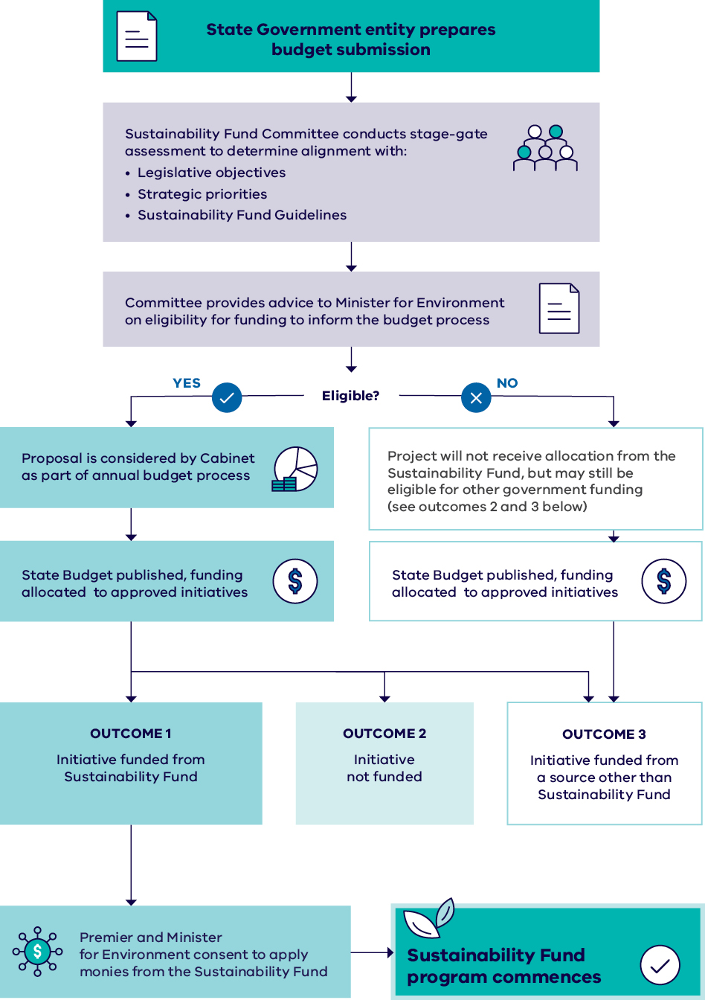 State Government entity prepares
budget submission
Sustainability Fund Committee conducts stage-gate
assessment to determine alignment with:
• Legislative objectives
• Strategic priorities
• Sustainability Fund Guidelines
Committee provides advice to Minister for Environment
on eligibility for funding to inform the budget process
YES
Eligible?
NO
Proposal is considered by Cabinet
as part of annual budget process
Project will not receive allocation from the
Sustainability Fund, but may still be
eligible for other government funding
(see outcomes 2 and 3 below)
State Budget published, funding
allocated to approved initiatives
$
State Budget published, funding
allocated to approved initiatives
$
OUTCOME 1
Initiative funded from
Sustainability Fund
OUTCOME 2
Initiative
not funded
OUTCOME 3
Initiative funded from
a source other than
Sustainability Fund
$
Premier and Minister
for Environment consent to apply
monies from the Sustainability Fund
Sustainability Fund
program commences